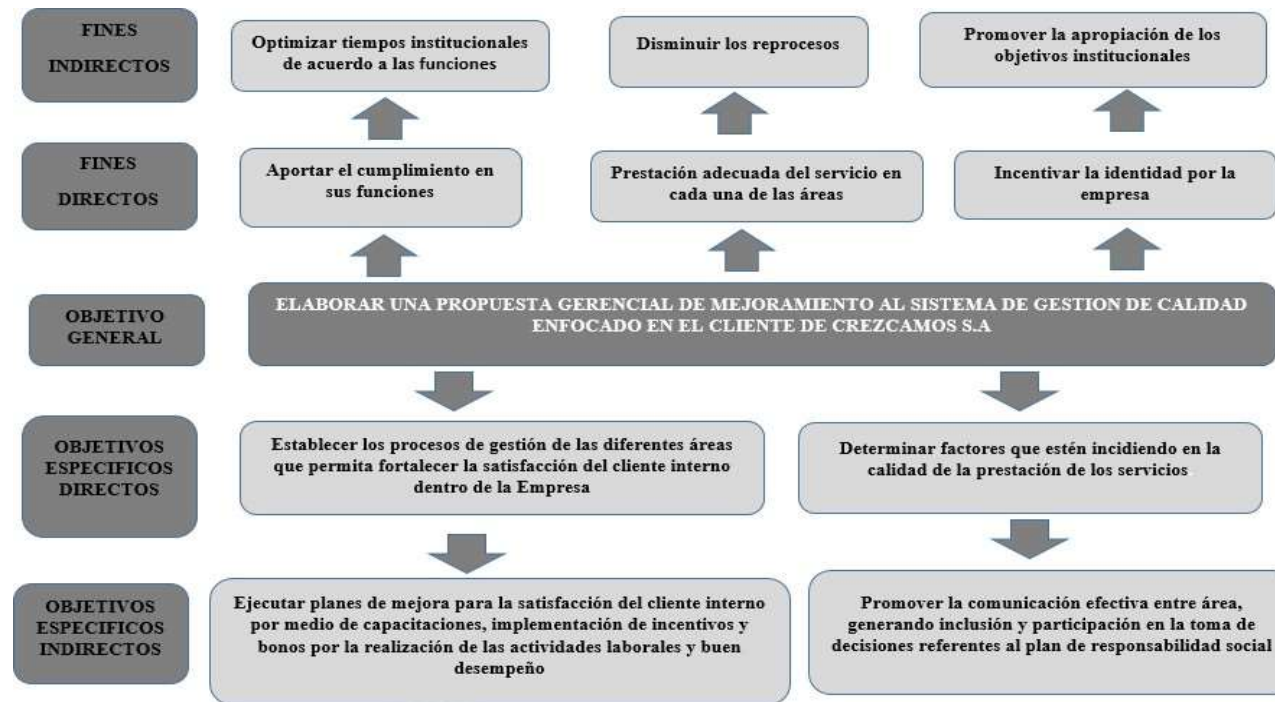 FINES
INDIRECTOS
Optimizar tiempos institucionales
de acuerdo a las funciones
Disminuir los reprocesos
Promover la apropiación de los
objetivos institucionales
FINES
DIRECTOS
Aportar el cumplimiento en
sus funciones
Prestación adecuada del servicio en
cada una de las áreas
Incentivar la identidad por la
empresa
OBJETIVO
GENERAL
ELABORAR UNA PROPUESTA GERENCIAL DE MEJORAMIENTO AL SISTEMA DE GESTION DE CALIDAD
ENFOCADO EN EL CLIENTE DE CREZCAMOS S.A
OBJETIVOS
ESPECIFICOS
DIRECTOS
Establecer los procesos de gestión de las diferentes áreas
que permita fortalecer la satisfacción del cliente interno
dentro de la Empresa
Determinar factores que estén incidiendo en la
calidad de la prestación de los servicios
OBJETIVOS
ESPECIFICOS
INDIRECTOS
Ejecutar planes de mejora para la satisfacción del cliente interno
por medio de capacitaciones, implementación de incentivos y
bonos por la realización de las actividades laborales y buen
desempeño
Promover la comunicación efectiva entre área,
generando inclusión y participación en la toma de
decisiones referentes al plan de responsabilidad social